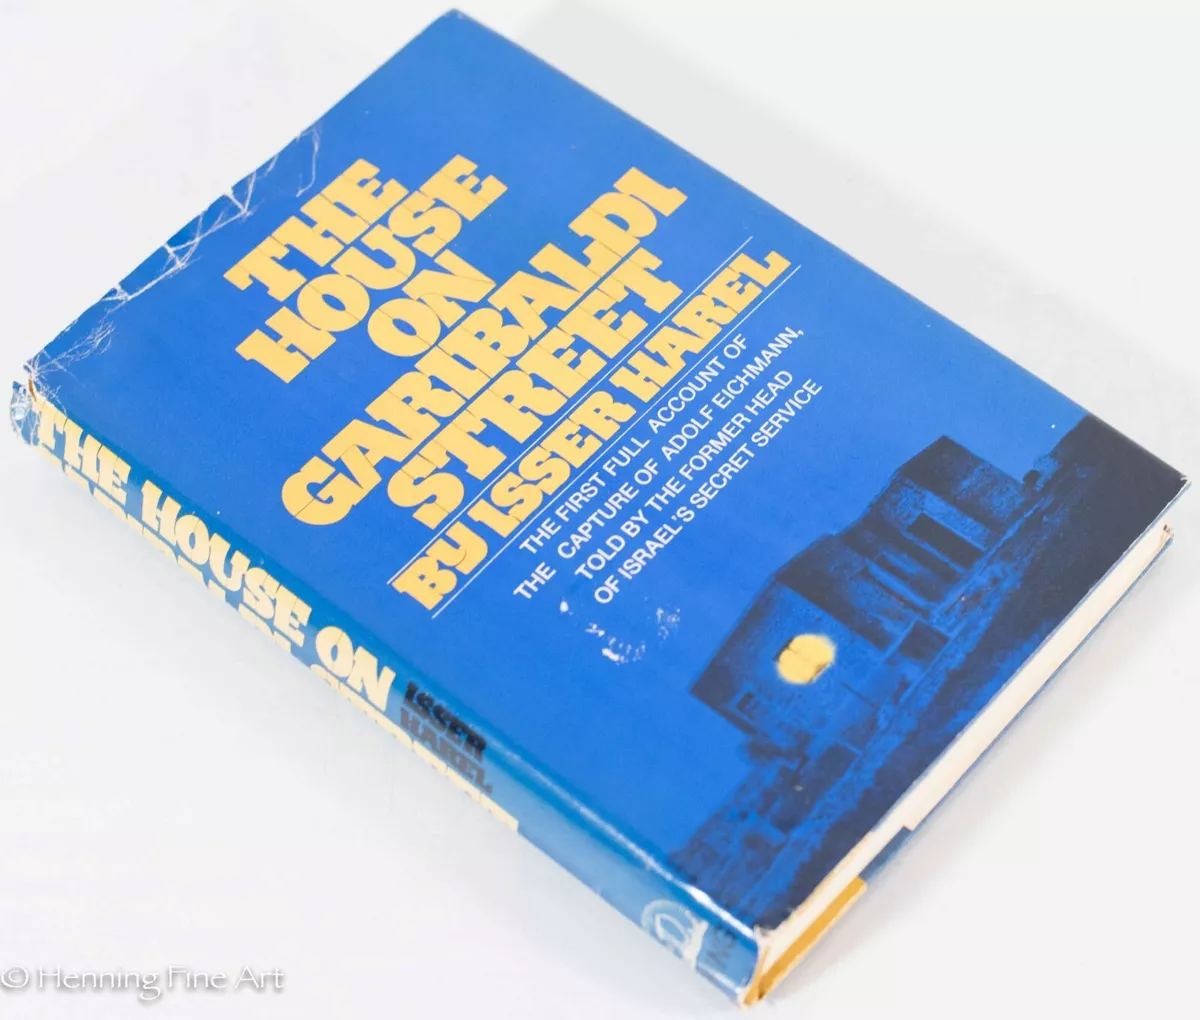 THE
HOUSE
ON
GARIBALDI
STREET
BY ISSER HAREL
THE FIRST FULL ACCOUNT OF
THE CAPTURE OF ADOLF EICHMANN,
TOLD BY THE FORMER HEAD
OF ISRAEL'S SECRET SERVICE
THE HOUSE ON
ISSER
HAREL
© Henning Fine Art